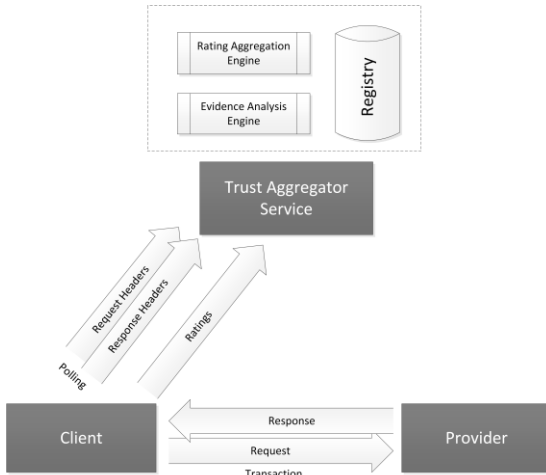 Rating Aggregation
Engine
Evidence Analysis
Engine
Registry
Trust Aggregator
Service
Request Headers
Response Headers
Ratings
Polling
Client
Response
Request
Transaction
Provider